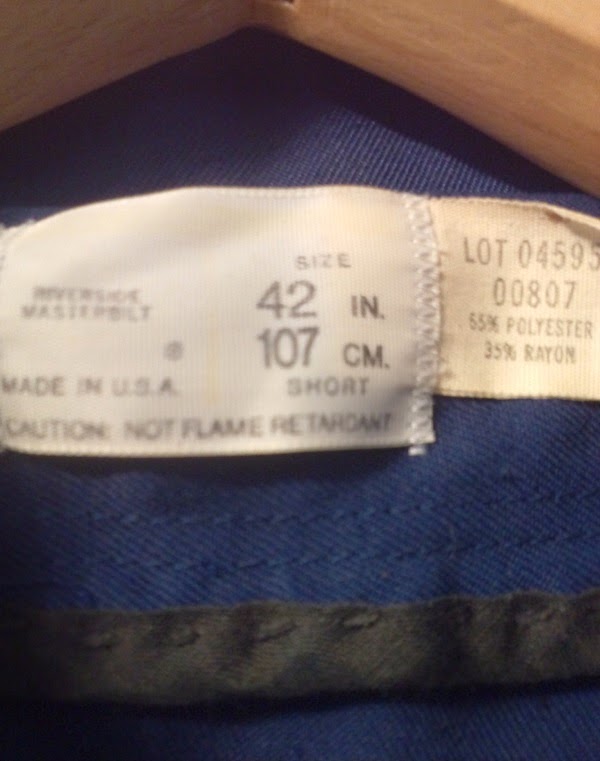 SIZE
RIVERSIDE 42 IN.
MASTERBILT
® 107 CM.
MADE IN U.S.A. SHORT
CAUTION: NOT FLAME RETARDANT
LOT 04595
00807
65% POLYESTER
35% RAYON